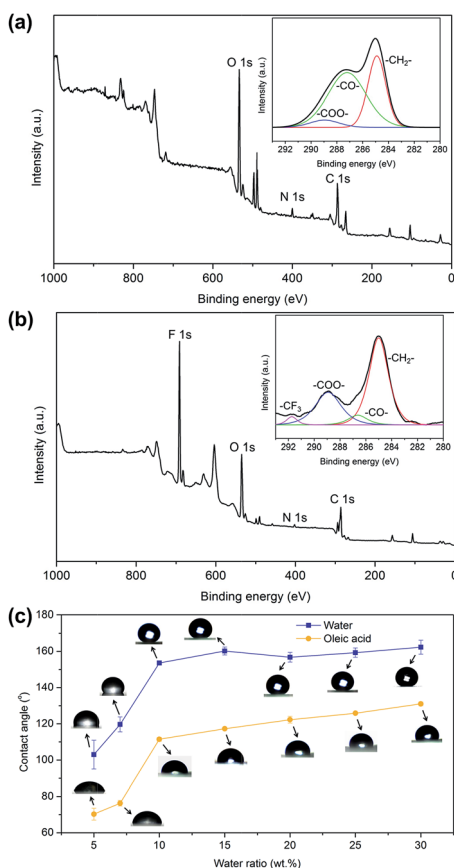 (a)
O 1s
N 1s
C 1s
Intensity (a.u.)
1000 800 600 400 200 0
Binding energy (eV)
-CH2-
-CO-
-COO-
Intensity (a.u.)
292 290 288 286 284 282 280
Binding energy (eV)
(b)
F 1s
O 1s
N 1s
C 1s
Intensity (a.u.)
1000 800 600 400 200 0
Binding energy (eV)
-CH2-
-COO-
-CF3
-CO-
Intensity (a.u.)
292 290 288 286 284 282 280
Binding energy (eV)
(c)
Water
Oleic acid
Contact angle (°)
180
160
140
120
100
80
60
5 10 15 20 25 30
Water ratio (wt.%)